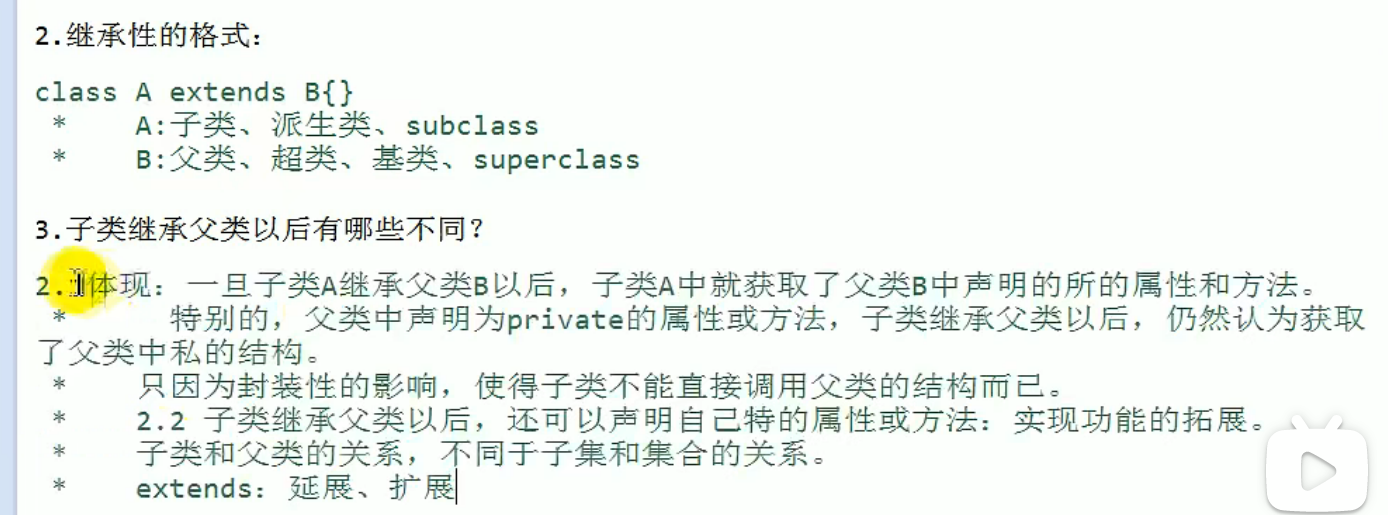 2.继承性的格式：
class A extends B{}
* A:子类、派生类、subclass
* B:父类、超类、基类、superclass
3.子类继承父类以后有哪些不同？
2.1体现：一旦子类A继承父类B以后，子类A中就获取了父类B中声明的所的属性和方法。
* 特别的，父类中声明为private的属性或方法，子类继承父类以后，仍然认为获取
了父类中私的结构。
* 只因为封装性的影响，使得子类不能直接调用父类的结构而已。
* 2.2 子类继承父类以后，还可以声明自己特的属性或方法：实现功能的拓展。
* 子类和父类的关系，不同于子集和集合的关系。
* extends：延展、扩展